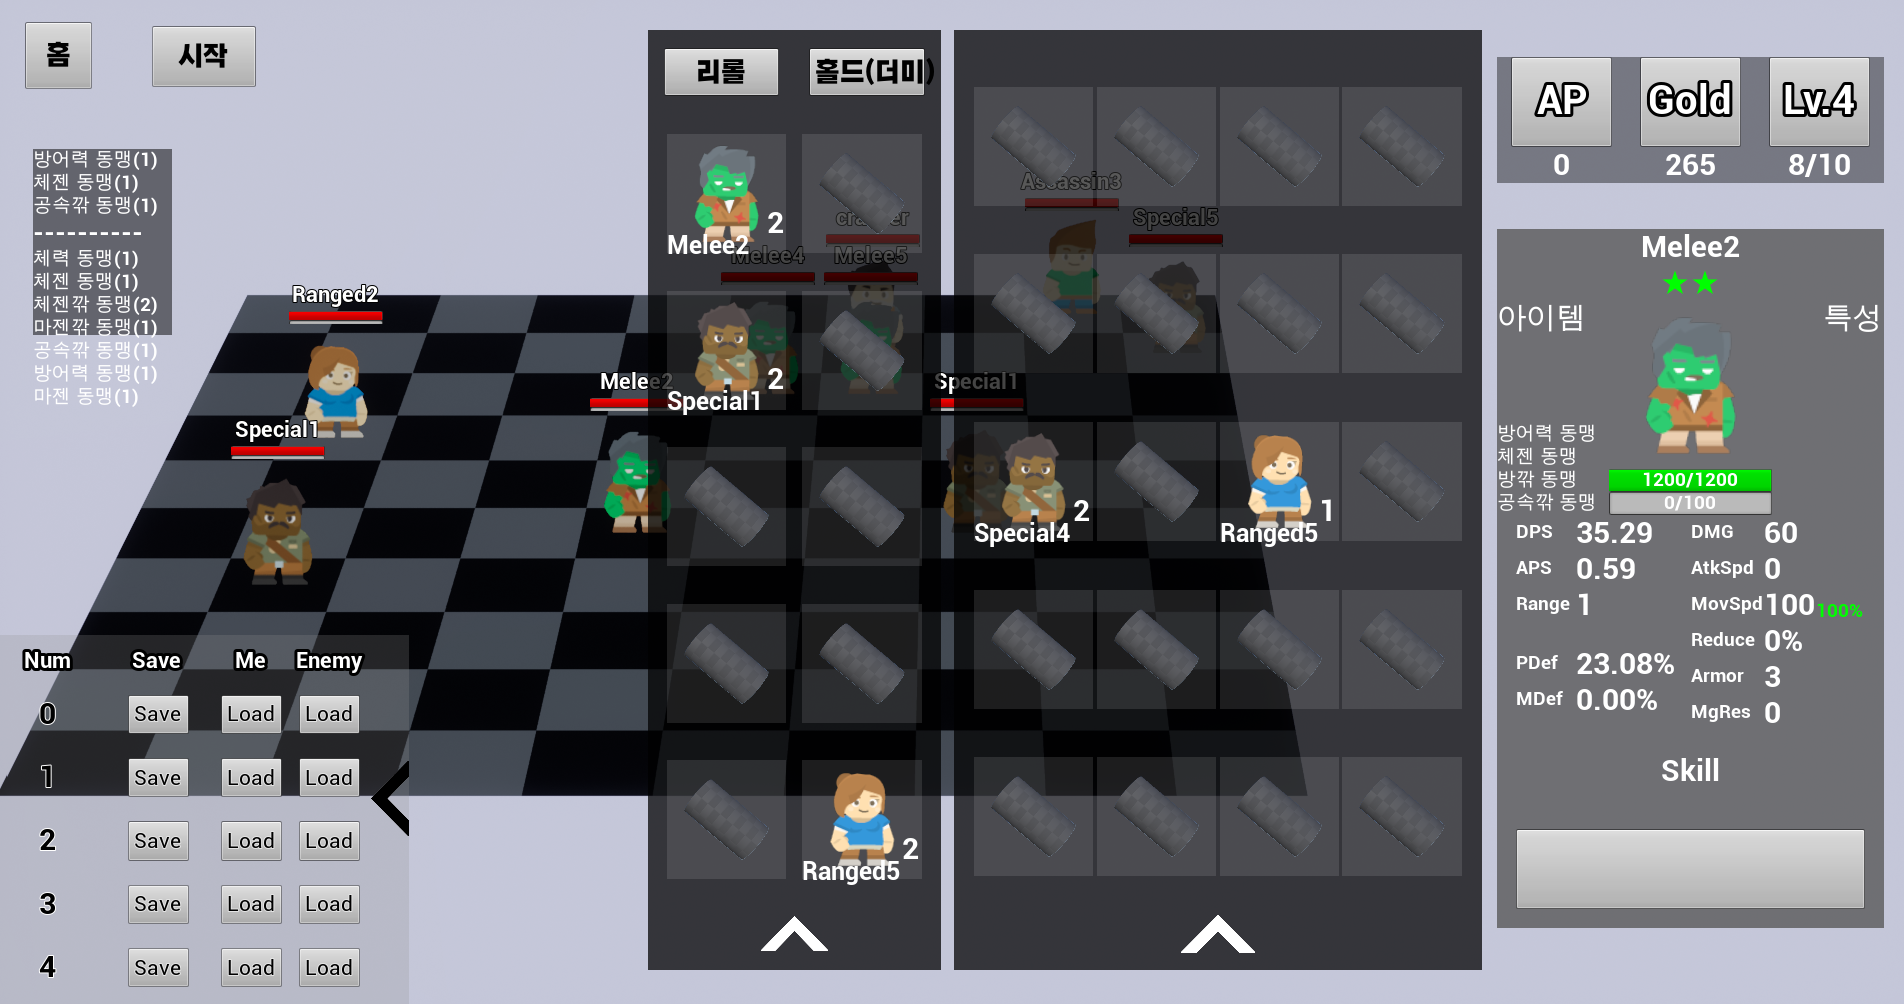 홈
시작
리롤
홀드(더미)
AP
Gold
Lv.4
0
265
8/10
방어력 동맹(1)
체젠 동맹(1)
공속깎 동맹(1)
----------
체력 동맹(1)
체젠 동맹(1)
체젠깎 동맹(2)
마젠깎 동맹(1)
공속깎 동맹(1)
방어력 동맹(1)
마젠 동맹(1)
Ranged2
Special1
Melee2
Melee4
Melee5
Special1
Assassin3
Special5
2
Melee2
2
Special1
2
Ranged5
2
Special4
1
Ranged5
Melee2
아이템
특성
방어력 동맹
체젠 동맹
방깎 동맹
공속깎 동맹
1200/1200
0/100
DPS 35.29 DMG 60
APS 0.59 AtkSpd 0
Range 1 MovSpd 100 100%
Reduce 0%
PDef 23.08% Armor 3
MDef 0.00% MgRes 0
Skill
Num Save Me Enemy
0 Save Load Load
1 Save Load Load
2 Save Load Load
3 Save Load Load
4 Save Load Load